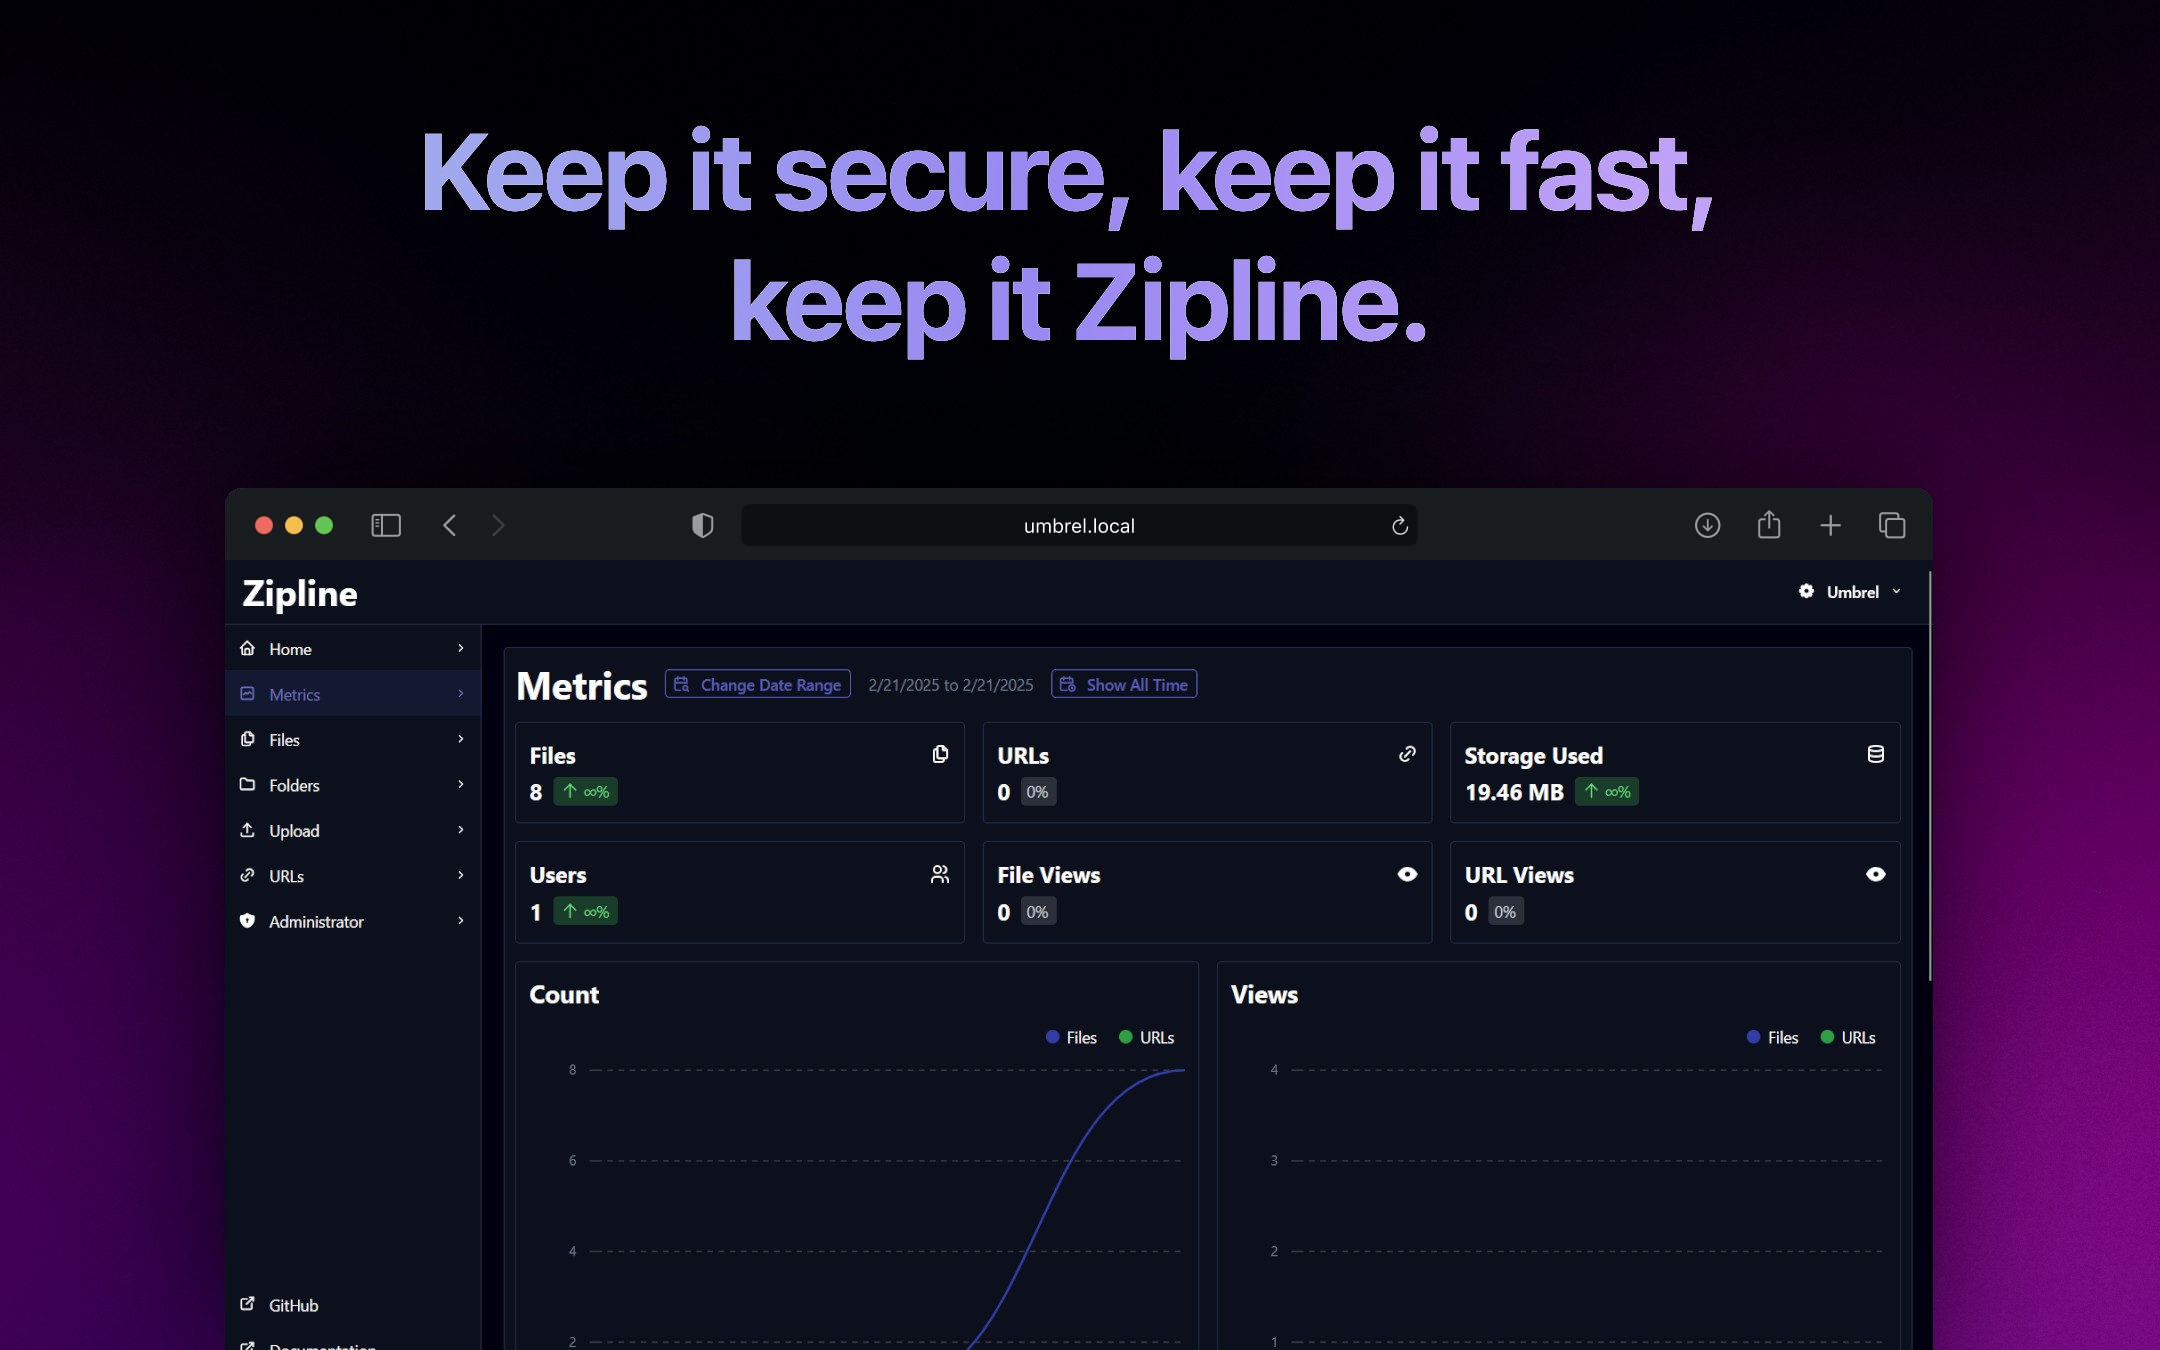 Keep it secure, keep it fast,
keep it Zipline.
umbrel.local
Zipline
Umbrel
Home
Metrics
Files
Folders
Upload
URLs
Administrator
GitHub
Documentation
Metrics
Change Date Range
2/21/2025 to 2/21/2025
Show All Time
Files
8 ↑ ∞%
URLs
0 0%
Storage Used
19.46 MB ↑ ∞%
Users
1 ↑ ∞%
File Views
0 0%
URL Views
0 0%
Count
Files URLs
8
6
4
2
Views
Files URLs
4
3
2
1